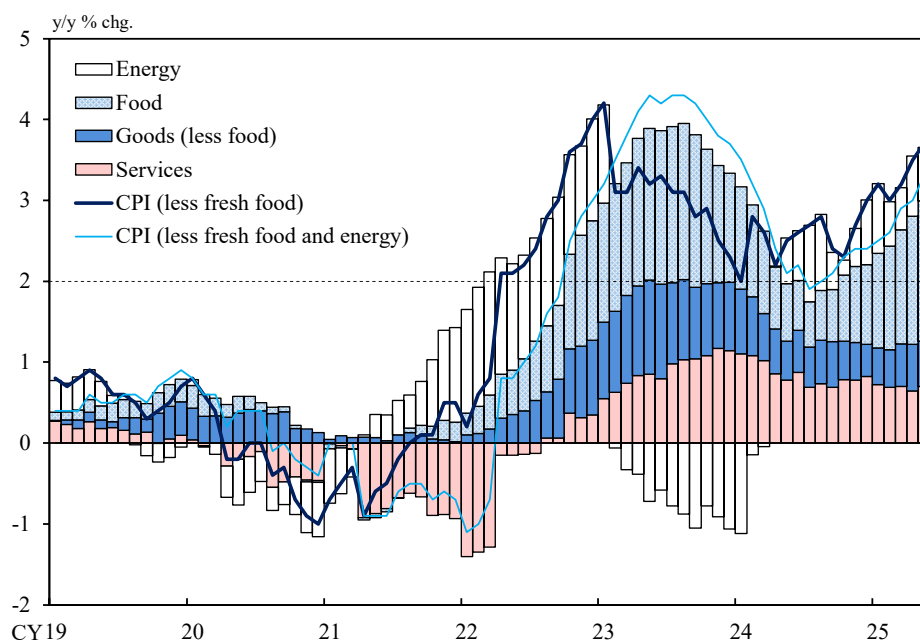 y/y % chg.
5
4
3
2
1
0
-1
-2
Energy
Food
Goods (less food)
Services
CPI (less fresh food)
CPI (less fresh food and energy)
CY19 20 21 22 23 24 25